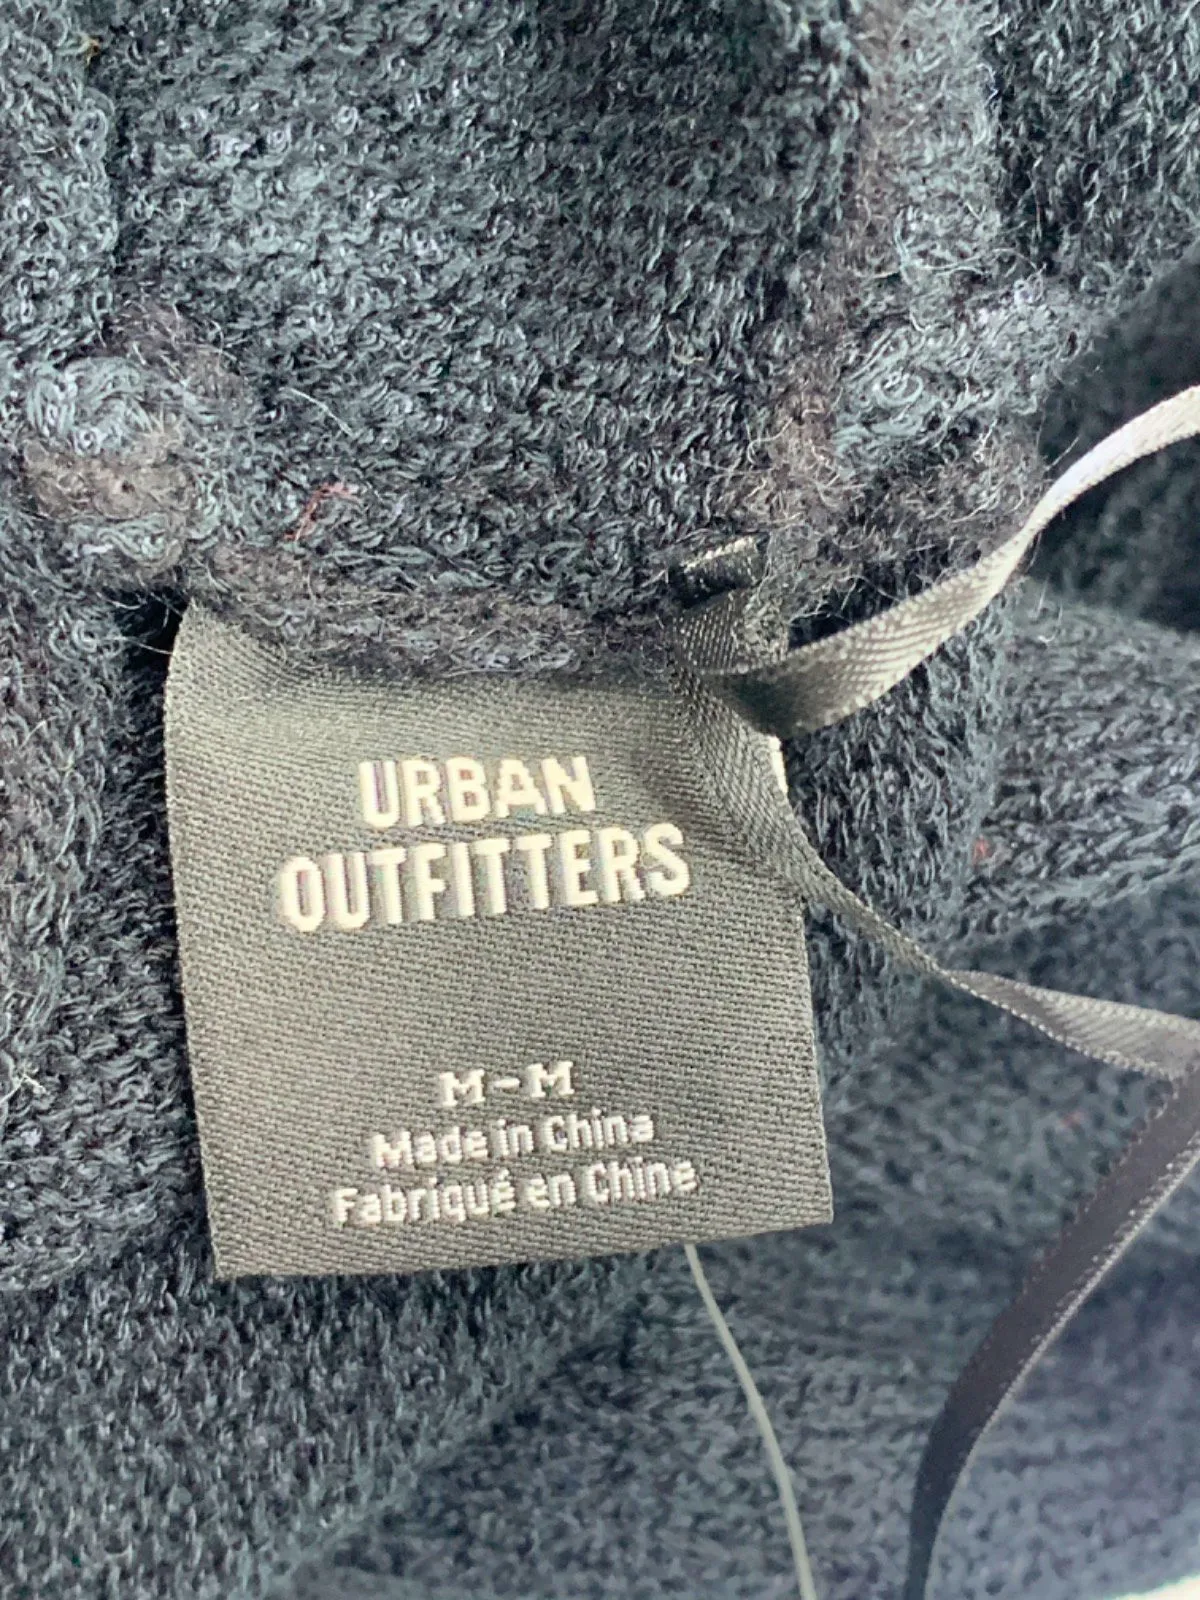 URBAN
OUTFITTERS
M-M
Made in China
Fabriqué en Chine